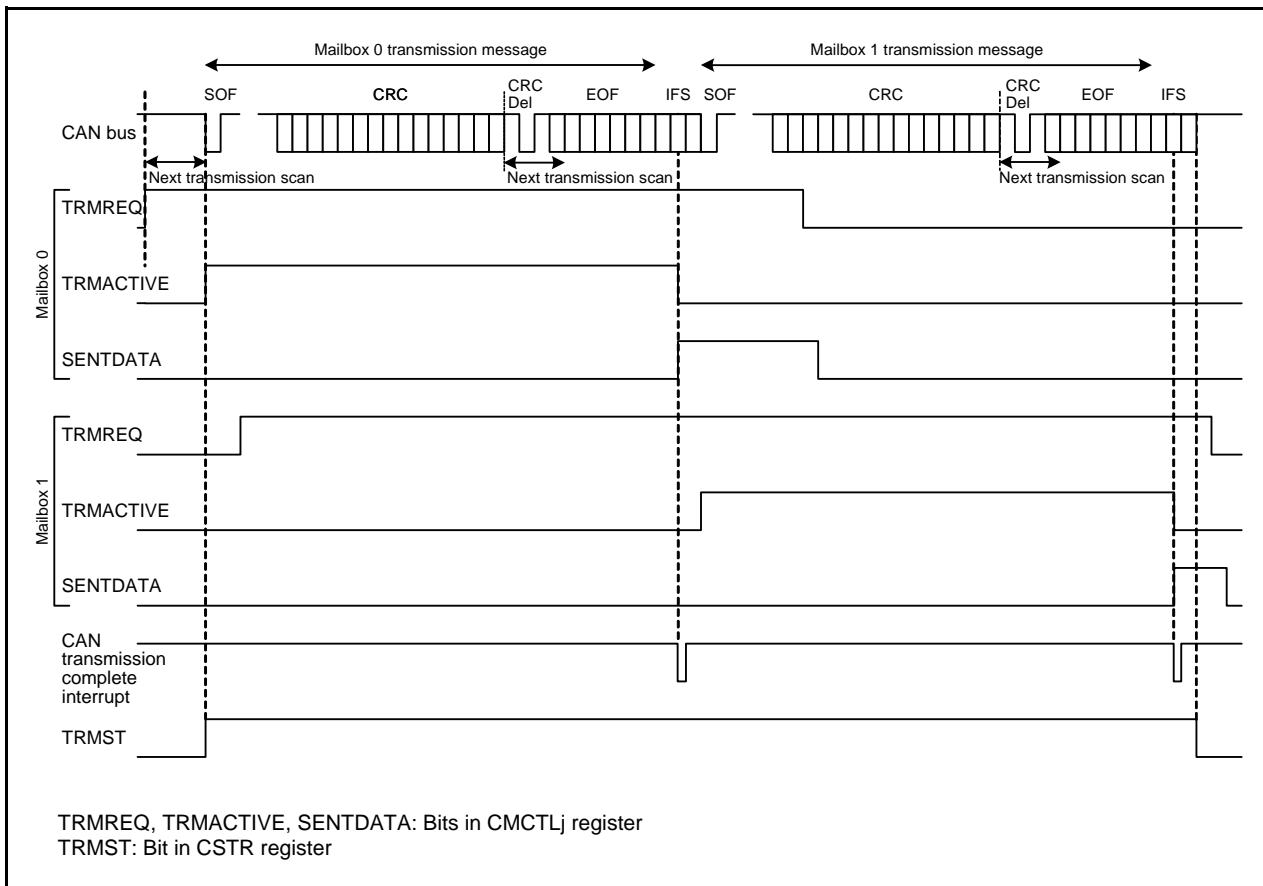 Mailbox 0 transmission message
Mailbox 1 transmission message
SOF
CRC
CRC
Del
EOF
IFS
SOF
CRC
CRC
Del
EOF
IFS
CAN bus
Next transmission scan
Next transmission scan
Next transmission scan
Mailbox 0
TRMREQ
TRMACTIVE
SENTDATA
Mailbox 1
TRMREQ
TRMACTIVE
SENTDATA
CAN
transmission
complete
interrupt
TRMST
TRMREQ, TRMACTIVE, SENTDATA: Bits in CMCTLj register
TRMST: Bit in CSTR register